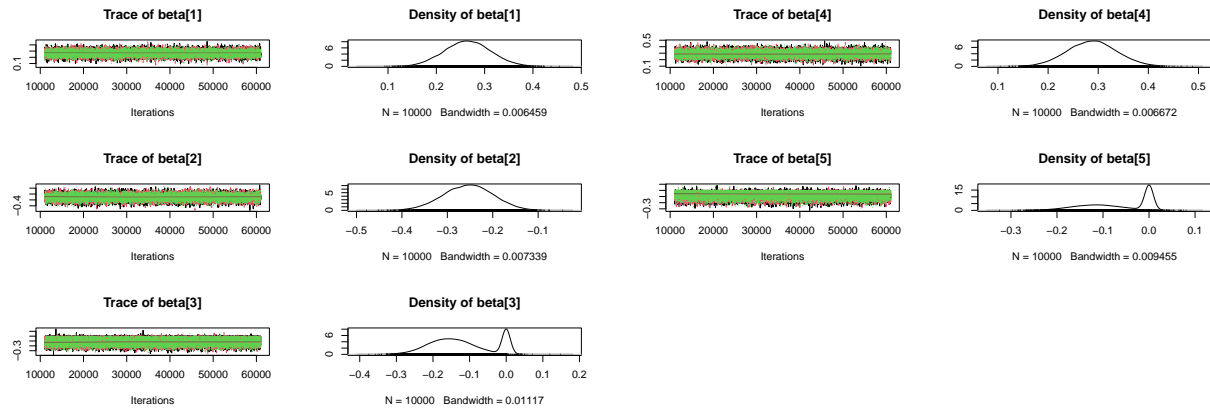 Trace of beta[1]
0.1
10000 20000 30000 40000 50000 60000
Iterations
Density of beta[1]
0 6
0.1 0.2 0.3 0.4 0.5
N = 10000 Bandwidth = 0.006459
Trace of beta[4]
0.1 0.5
10000 20000 30000 40000 50000 60000
Iterations
Density of beta[4]
0 6
0.1 0.2 0.3 0.4 0.5
N = 10000 Bandwidth = 0.006672
Trace of beta[2]
−0.4
10000 20000 30000 40000 50000 60000
Iterations
Density of beta[2]
0 5
−0.5 −0.4 −0.3 −0.2 −0.1
N = 10000 Bandwidth = 0.007339
Trace of beta[5]
−0.3
10000 20000 30000 40000 50000 60000
Iterations
Density of beta[5]
0 15
−0.3 −0.2 −0.1 0.0 0.1
N = 10000 Bandwidth = 0.009455
Trace of beta[3]
−0.3
10000 20000 30000 40000 50000 60000
Iterations
Density of beta[3]
0 6
−0.4 −0.3 −0.2 −0.1 0.0 0.1 0.2
N = 10000 Bandwidth = 0.01117